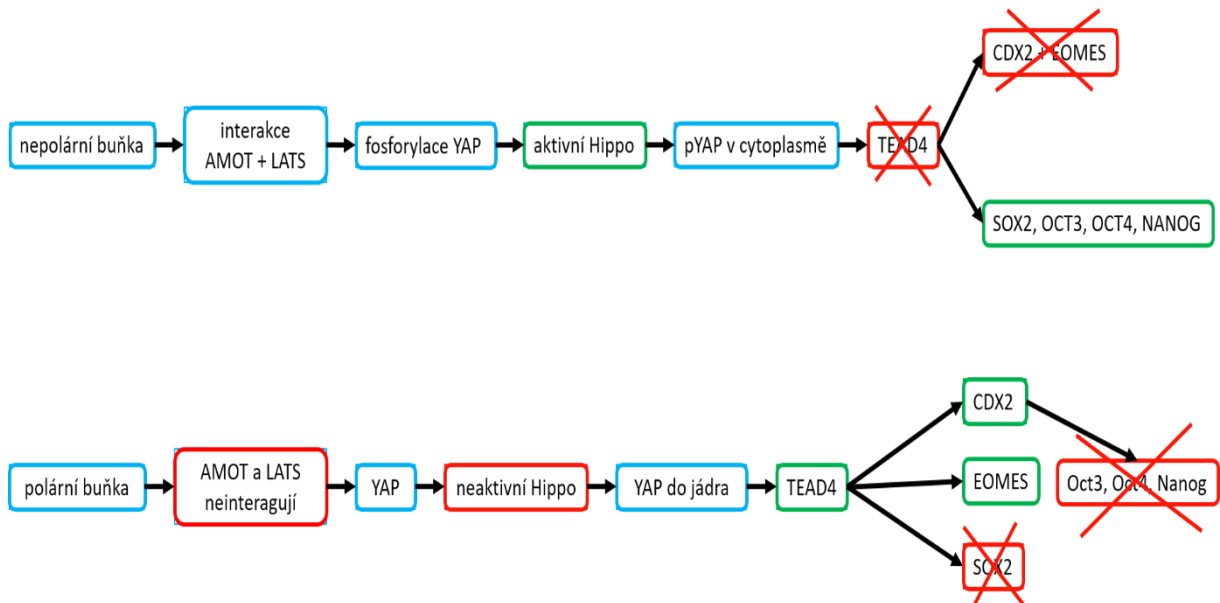 CDX2 + EOMES
nepolární buňka
interakce
AMOT + LATS
fosforylace YAP
aktivní Hippo
pYAP v cytoplasmě
TEAD4
SOX2, OCT3, OCT4, NANOG
polární buňka
AMOT a LATS
neinteragují
YAP
neaktivní Hippo
YAP do jádra
TEAD4
CDX2
EOMES
Oct3, Oct4, Nanog
SOX2